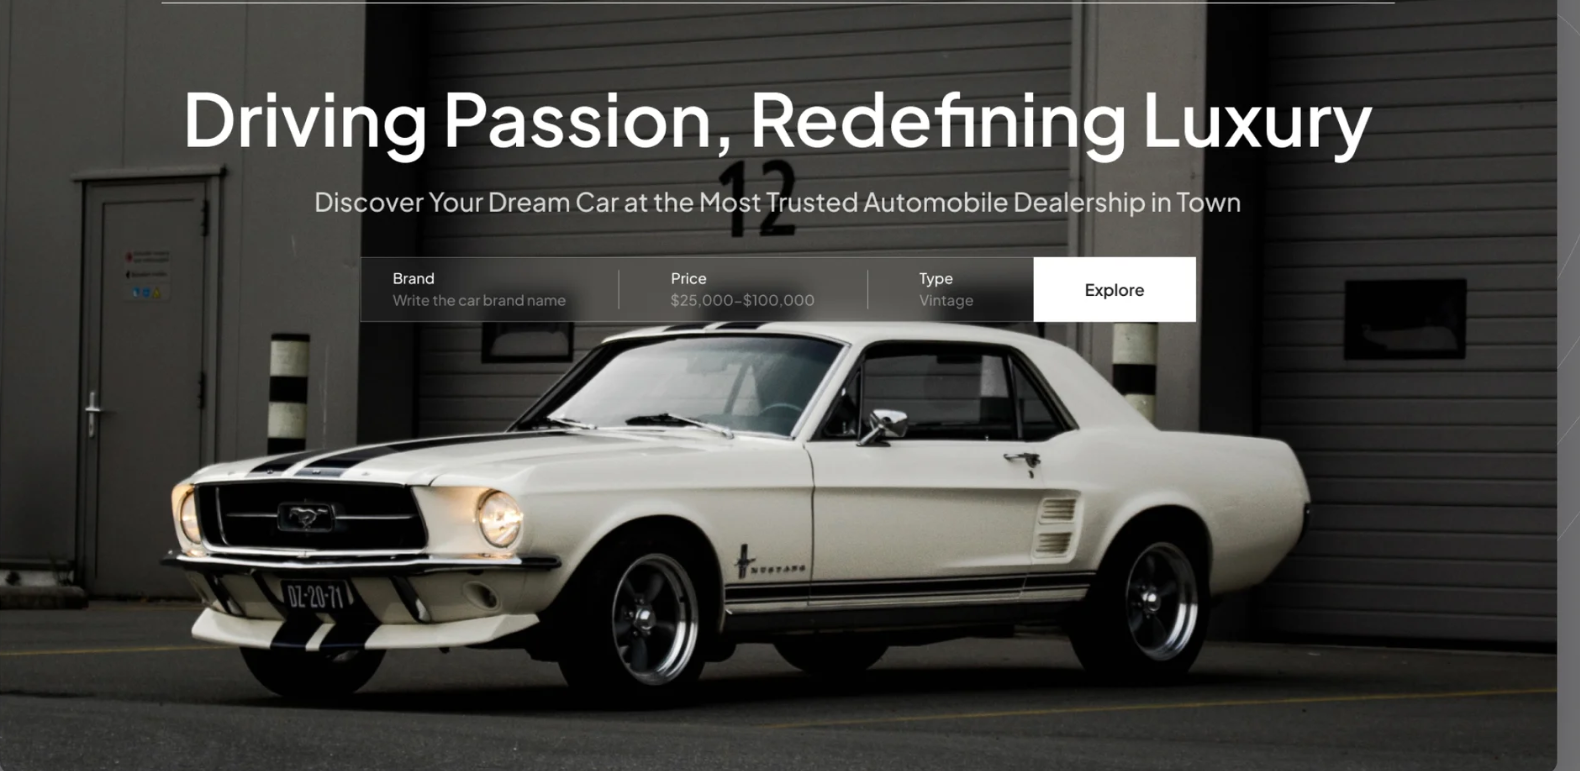 Driving Passion, Redefining Luxury
12
Discover Your Dream Car at the Most Trusted Automobile Dealership in Town
Brand
Write the car brand name
Price
$25,000–$100,000
Type
Vintage
Explore
MUSTANG
DZ-20-71